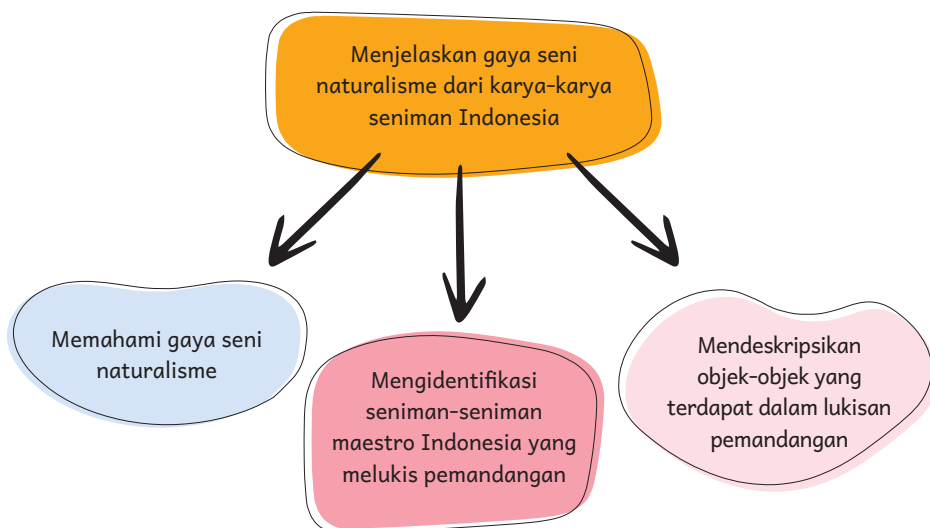 Menjelaskan gaya seni
naturalisme dari karya-karya
seniman Indonesia
Memahami gaya seni
naturalisme
Mengidentifikasi
seniman-seniman
maestro Indonesia yang
melukis pemandangan
Mendeskripsikan
objek-objek yang
terdapat dalam lukisan
pemandangan